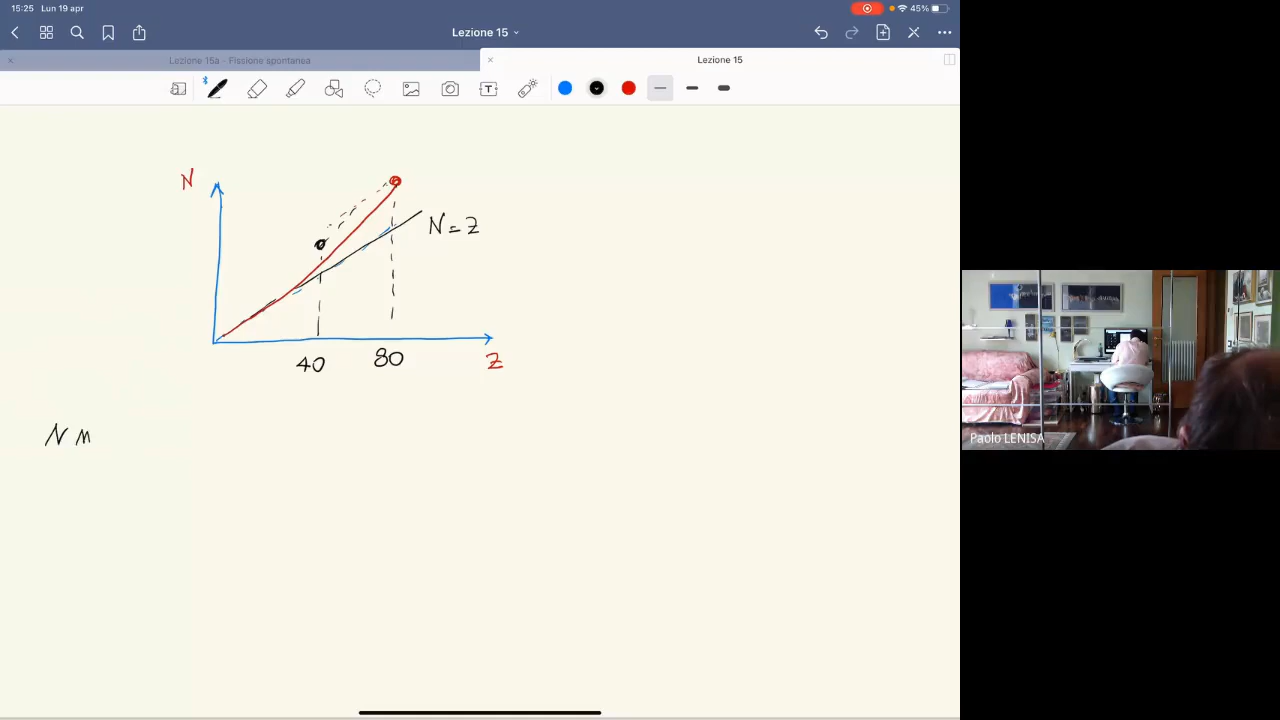 15:25 Lun 19 apr
45%
Lezione 15
Lezione 15a - Fissione spontanea
Lezione 15
T
N
N = Z
40
80
Z
N m
Paolo LENISA